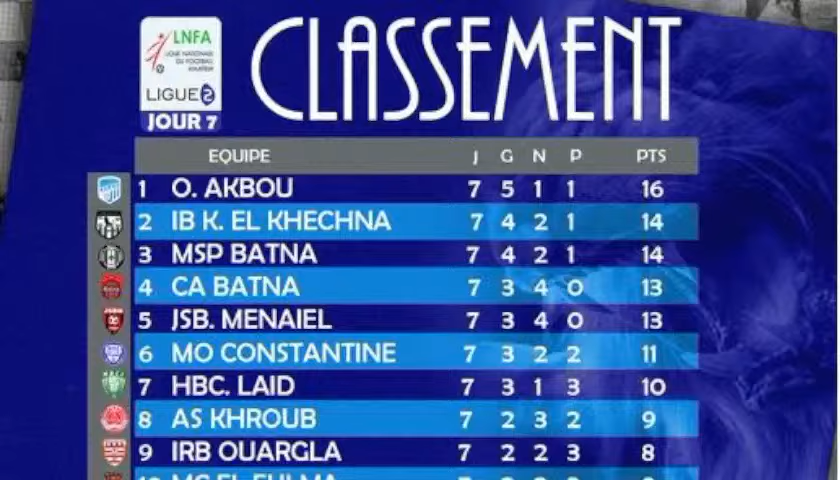 LNFA
LIGUE NATIONALE
DU FOOTBALL
AMATEUR
LIGUE 2
JOUR 7
CLASSEMENT
EQUIPE J G N P PTS
1 O. AKBOU 7 5 1 1 16
2 IB K. EL KHECHNA 7 4 2 1 14
3 MSP BATNA 7 4 2 1 14
4 CA BATNA 7 3 4 0 13
5 JSB. MENAIEL 7 3 4 0 13
6 MO CONSTANTINE 7 3 2 2 11
7 HBC. LAID 7 3 1 3 10
8 AS KHROUB 7 2 3 2 9
9 IRB OUARGLA 7 2 2 3 8